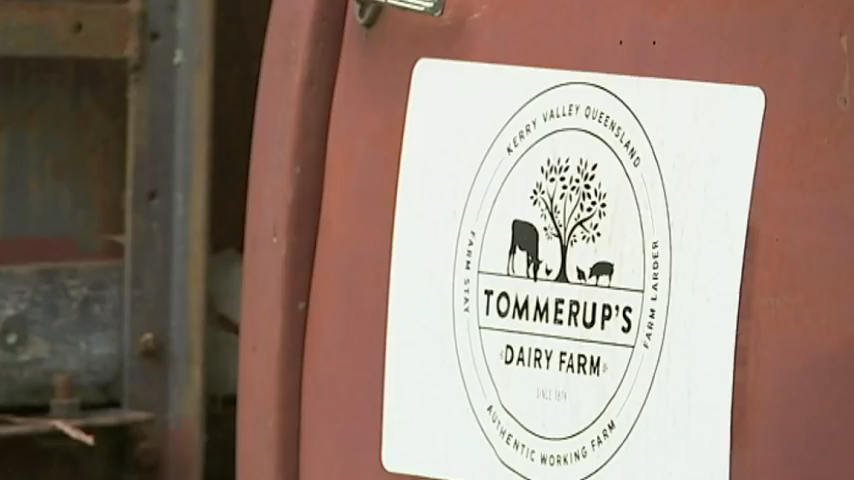 KERRY VALLEY QUEENSLAND
FARM STAY
FARM LARDER
TOMMERUP'S
DAIRY FARM
SINCE 1874
AUTHENTIC WORKING FARM